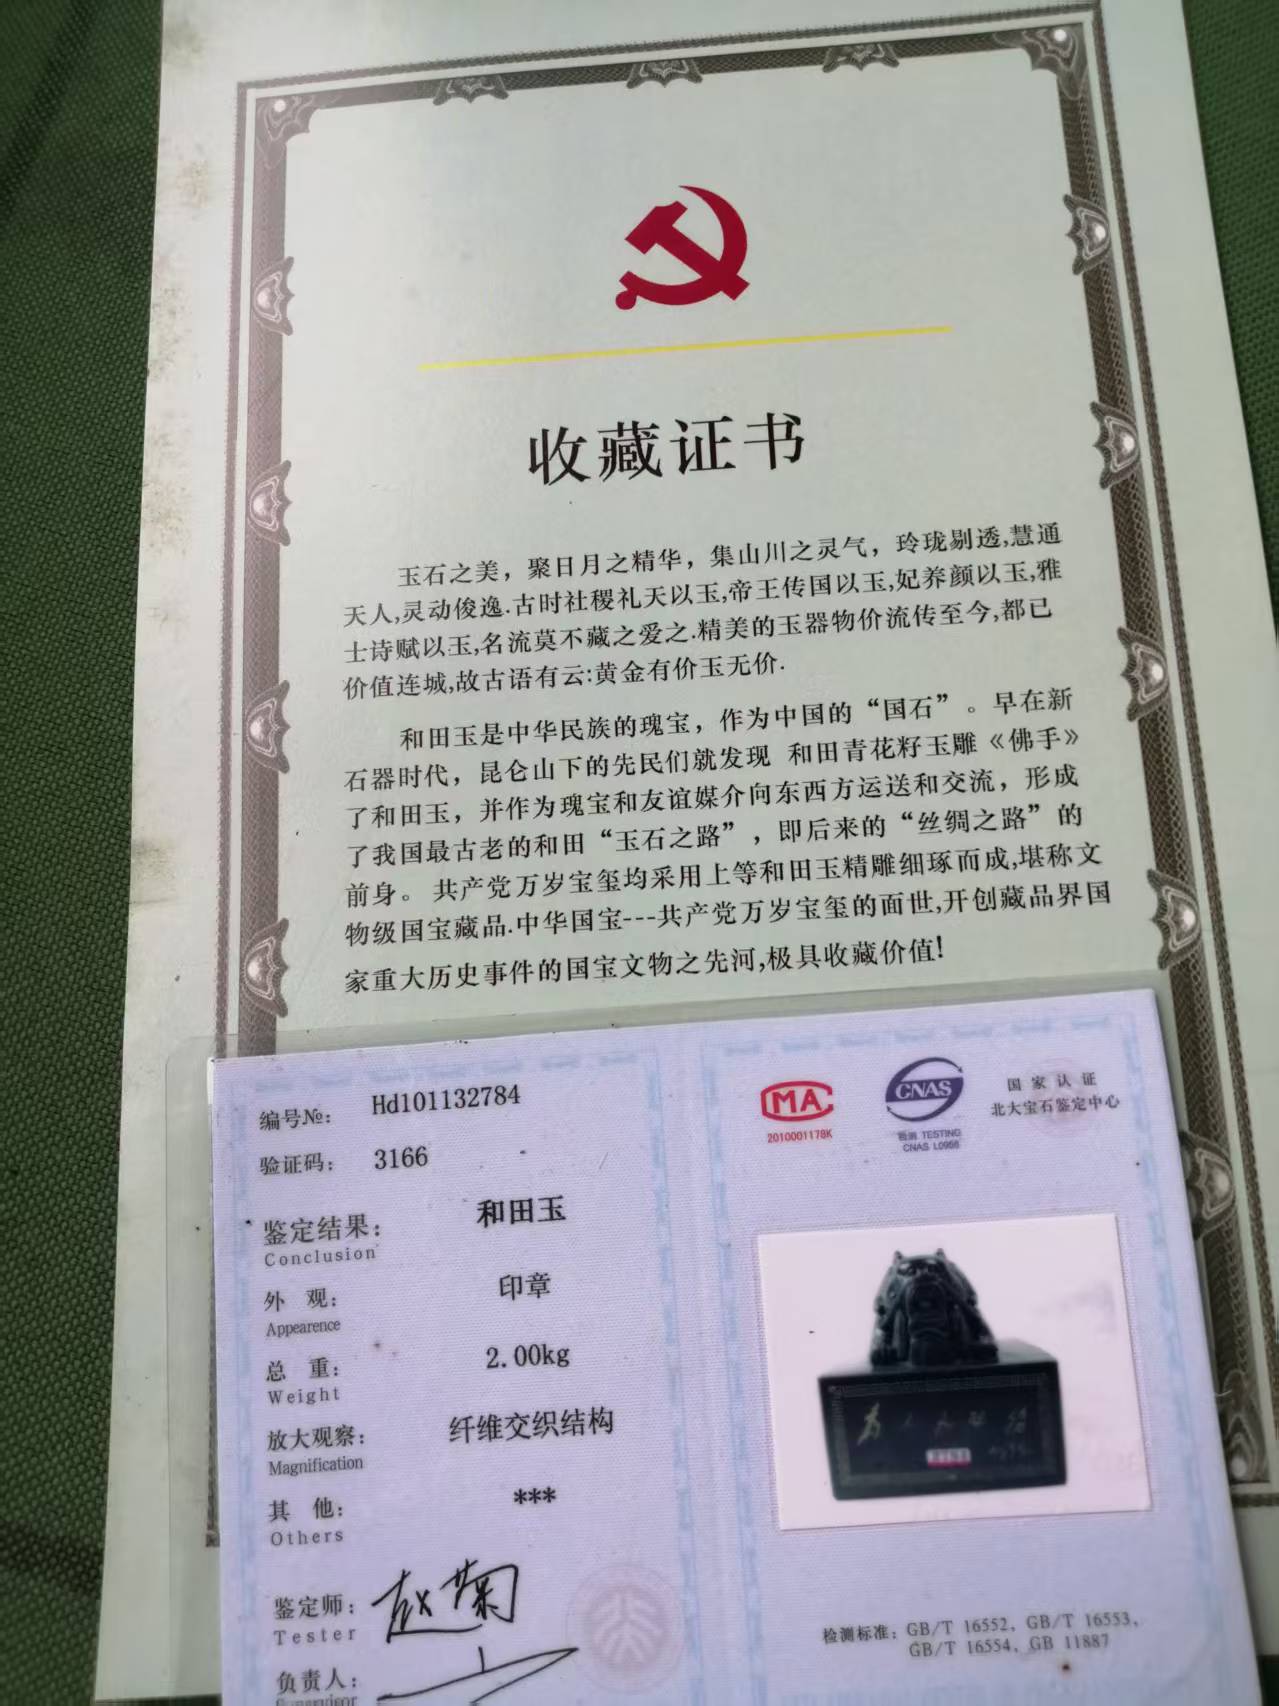 收藏证书
玉石之美，聚日月之精华，集山川之灵气，玲珑剔透,慧通
天人,灵动俊逸.古时社稷礼天以玉,帝王传国以玉,妃养颜以玉,雅
士诗赋以玉,名流莫不藏之爱之.精美的玉器物价流传至今,都已
价值连城,故古语有云:黄金有价玉无价.
和田玉是中华民族的瑰宝，作为中国的“国石”。早在新
石器时代，昆仑山下的先民们就发现 和田青花籽玉雕《佛手》
了和田玉，并作为瑰宝和友谊媒介向东西方运送和交流，形成
了我国最古老的和田“玉石之路”，即后来的“丝绸之路”的
前身。 共产党万岁宝玺均采用上等和田玉精雕细琢而成,堪称文
物级国宝藏品.中华国宝---共产党万岁宝玺的面世,开创藏品界国
家重大历史事件的国宝文物之先河,极具收藏价值!
编号№: Hd101132784
验证码: 3166
鉴定结果: 和田玉
Conclusion
外 观: 印章
Appearence
总 重: 2.00kg
Weight
放大观察: 纤维交织结构
Magnification
其 他: ***
Others
鉴定师: 赵菊
Tester
负责人:
Supervisor
MA
2010001178K
CNAS
检测 TESTING
CNAS L0966
国家认证
北大宝石鉴定中心
2784
检测标准: GB/T 16552, GB/T 16553,
GB/T 16554, GB 11887